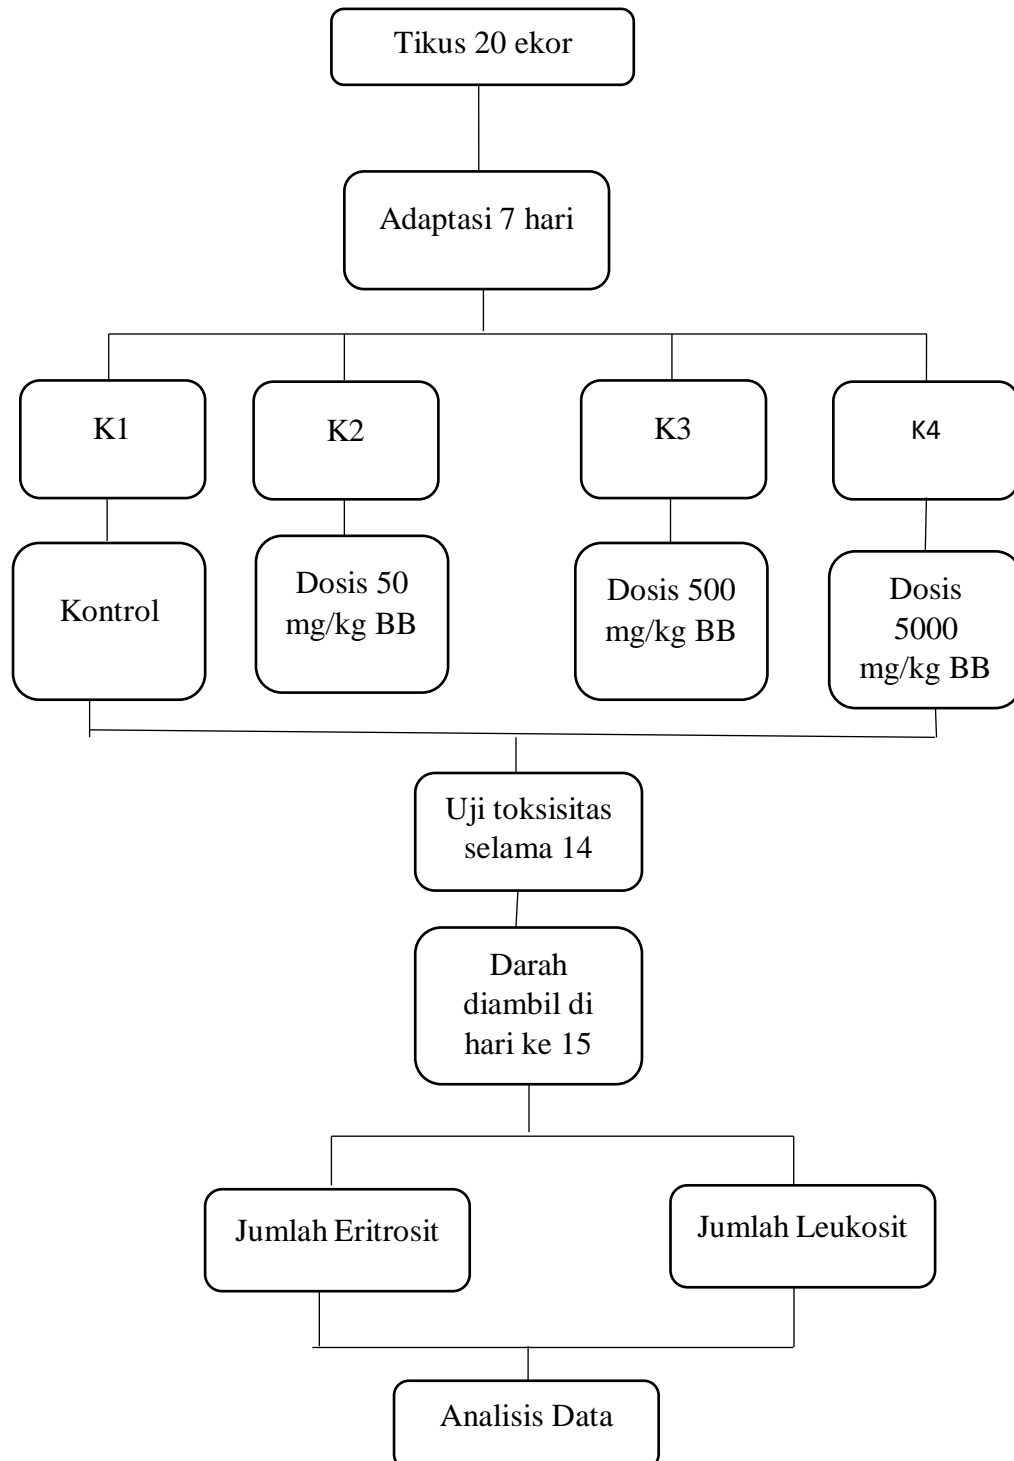 Tikus 20 ekor
Adaptasi 7 hari
K1
K2
K3
K4
Kontrol
Dosis 50
mg/kg BB
Dosis 500
mg/kg BB
Dosis
5000
mg/kg BB
Uji toksisitas
selama 14
Darah
diambil di
hari ke 15
Jumlah Eritrosit
Jumlah Leukosit
Analisis Data